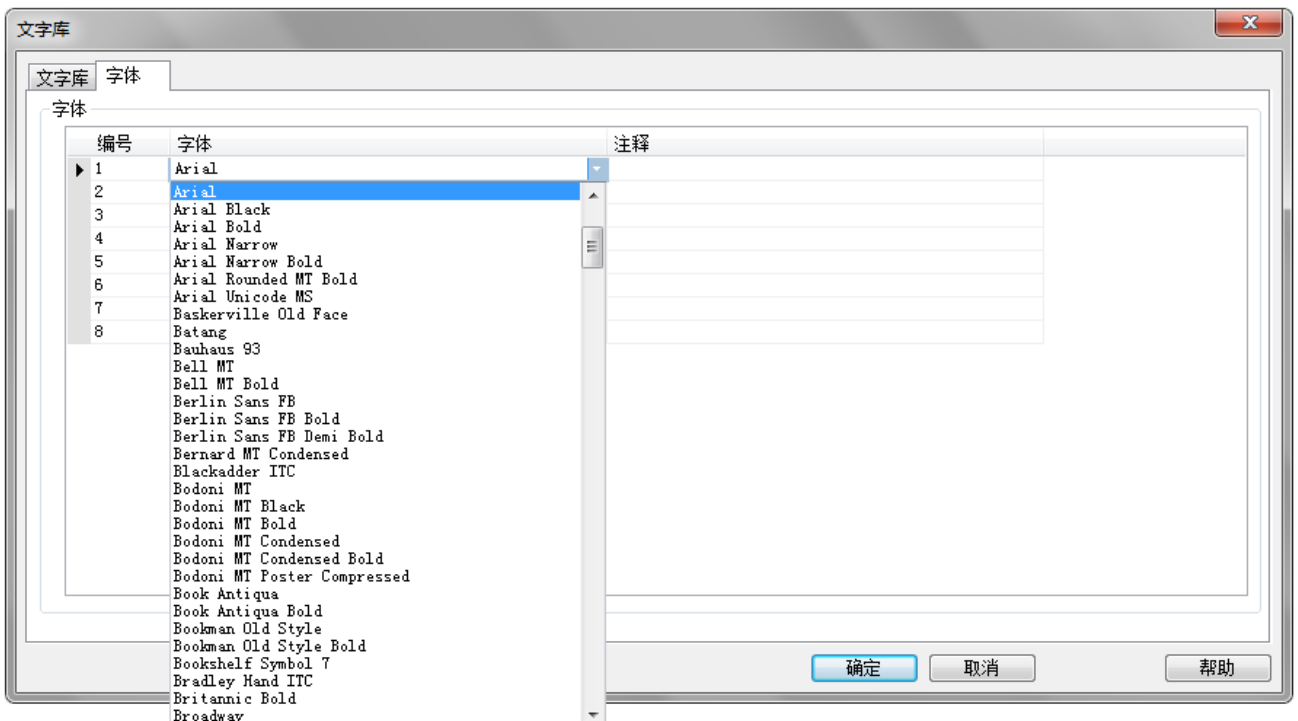 文字库
文字库 字体
字体
编号 字体 注释
1 Arial
2 Arial
3 Arial Black
Arial Bold
4 Arial Narrow
5 Arial Narrow Bold
6 Arial Rounded MT Bold
Arial Unicode MS
7 Baskerville Old Face
8 Batang
Bauhaus 93
Bell MT
Bell MT Bold
Berlin Sans FB
Berlin Sans FB Bold
Berlin Sans FB Demi Bold
Bernard MT Condensed
Blackadder ITC
Bodoni MT
Bodoni MT Black
Bodoni MT Bold
Bodoni MT Condensed
Bodoni MT Condensed Bold
Bodoni MT Poster Compressed
Book Antiqua
Book Antiqua Bold
Bookman Old Style
Bookman Old Style Bold
Bookshelf Symbol 7
Bradley Hand ITC
Britannic Bold
Broadway
确定 取消 帮助